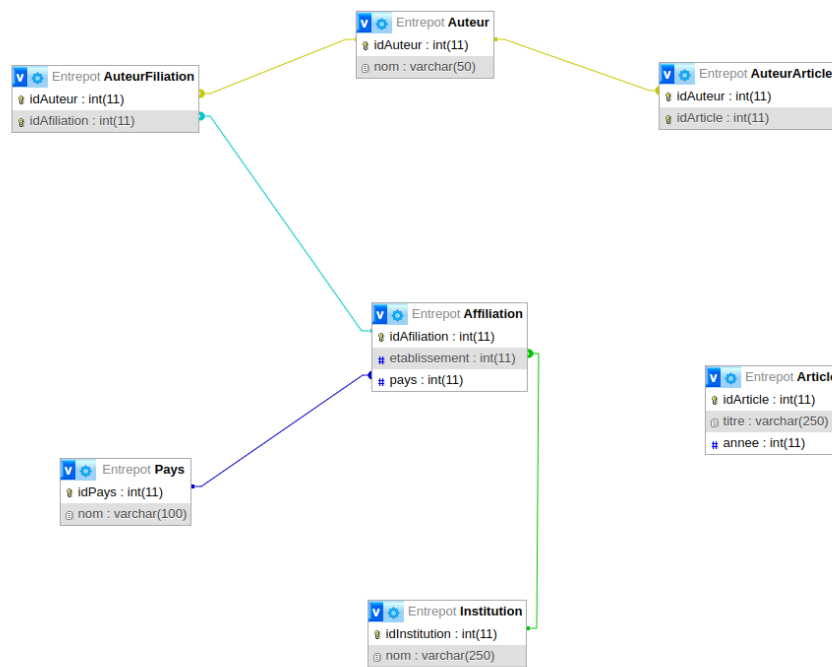 Entrepot Auteur
idAuteur : int(11)
nom : varchar(50)
Entrepot AuteurFiliation
idAuteur : int(11)
idAfiliation : int(11)
Entrepot AuteurArticle
idAuteur : int(11)
idArticle : int(11)
Entrepot Affiliation
idAfiliation : int(11)
etablissement : int(11)
pays : int(11)
Entrepot Article
idArticle : int(11)
titre : varchar(250)
annee : int(11)
Entrepot Pays
idPays : int(11)
nom : varchar(100)
Entrepot Institution
idInstitution : int(11)
nom : varchar(250)